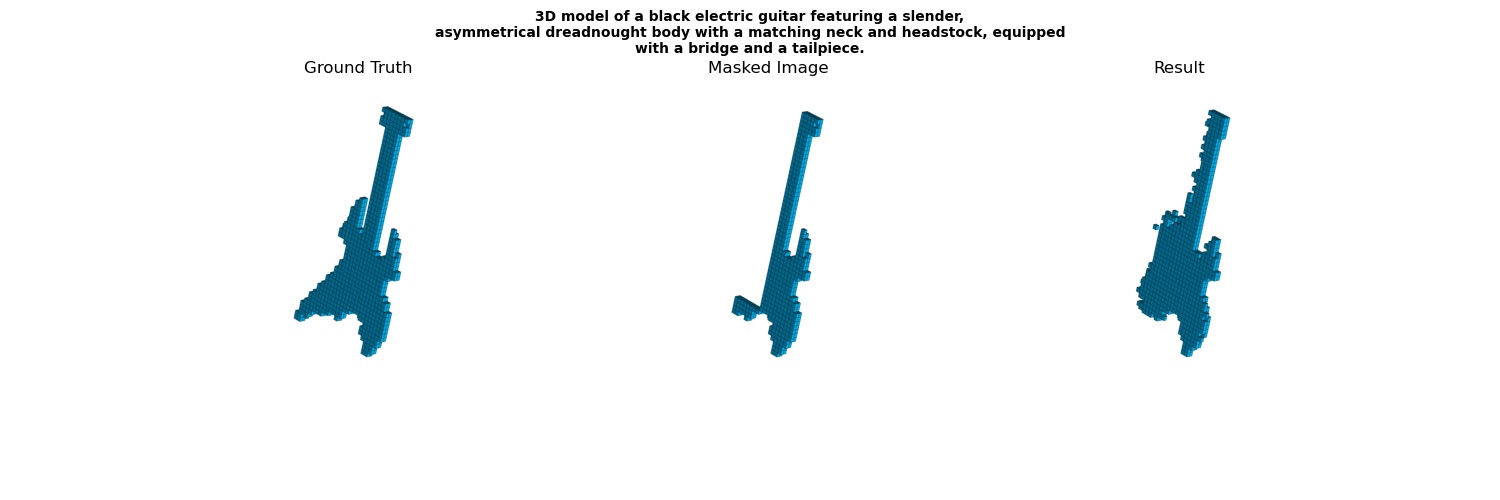 3D model of a black electric guitar featuring a slender,
asymmetrical dreadnought body with a matching neck and headstock, equipped
with a bridge and a tailpiece.
Ground Truth
Masked Image
Result